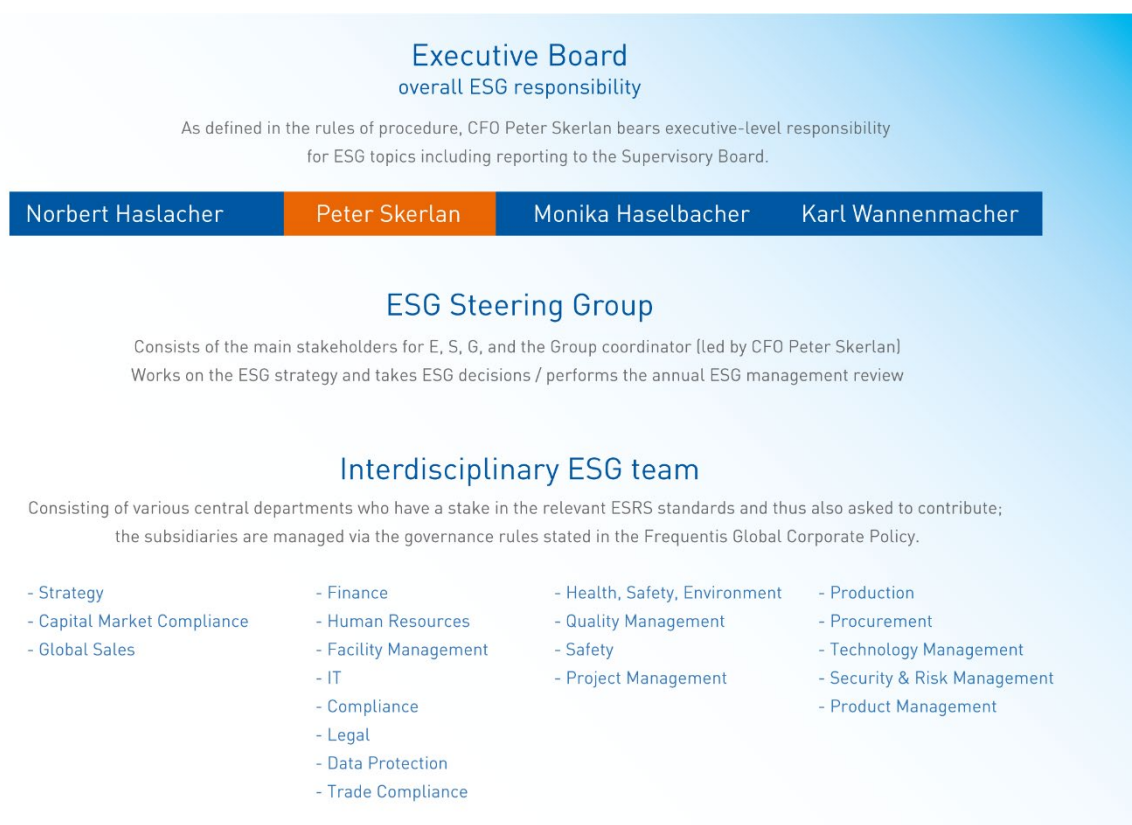 Executive Board
overall ESG responsibility
As defined in the rules of procedure, CFO Peter Skerlan bears executive-level responsibility
for ESG topics including reporting to the Supervisory Board.
Norbert Haslacher
Peter Skerlan
Monika Haselbacher
Karl Wannenmacher
ESG Steering Group
Consists of the main stakeholders for E, S, G, and the Group coordinator (led by CFO Peter Skerlan)
Works on the ESG strategy and takes ESG decisions / performs the annual ESG management review
Interdisciplinary ESG team
Consisting of various central departments who have a stake in the relevant ESRS standards and thus also asked to contribute;
the subsidiaries are managed via the governance rules stated in the Frequentis Global Corporate Policy.
- Strategy
- Capital Market Compliance
- Global Sales
- Finance
- Human Resources
- Facility Management
- IT
- Compliance
- Legal
- Data Protection
- Trade Compliance
- Health, Safety, Environment
- Quality Management
- Safety
- Project Management
- Production
- Procurement
- Technology Management
- Security & Risk Management
- Product Management